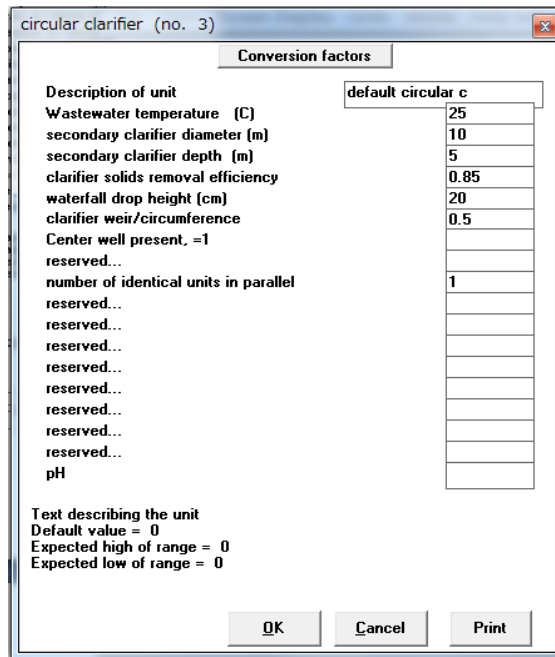 circular clarifier (no. 3)
Conversion factors
Description of unit default circular c
Wastewater temperature (C) 25
secondary clarifier diameter (m) 10
secondary clarifier depth (m) 5
clarifier solids removal efficiency 0.85
waterfall drop height (cm) 20
clarifier weir/circumference 0.5
Center well present, =1
reserved...
number of identical units in parallel 1
reserved...
reserved...
reserved...
reserved...
reserved...
reserved...
reserved...
reserved...
pH
Text describing the unit
Default value = 0
Expected high of range = 0
Expected low of range = 0
OK Cancel Print